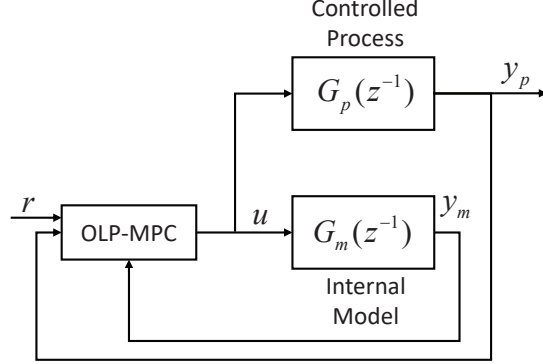 Controlled
Process
G_p(z^{-1})
y_p
r
OLP-MPC
u
G_m(z^{-1})
y_m
Internal
Model